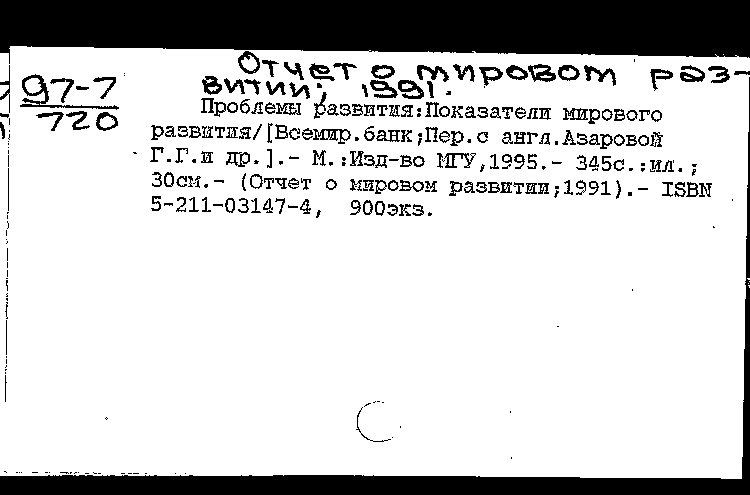 Отчет о мировом раз-
витии; 1991.
97-7
720
Проблемы развития:Показатели мирового
развития/[Всемир.банк;Пер.с англ.Азаровой
Г.Г.и др.].- М.:Изд-во МГУ,1995.- 345с.:ил.;
30см.- (Отчет о мировом развитии;1991).- ISBN
5-211-03147-4, 900экз.